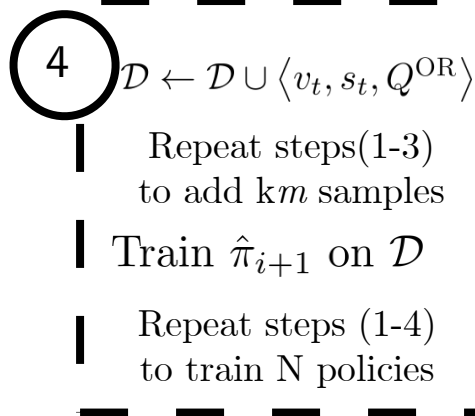 4
𝒟 ← 𝒟 ∪ ⟨v_t, s_t, Q^OR⟩
Repeat steps(1-3)
to add km samples
Train π̂_{i+1} on 𝒟
Repeat steps (1-4)
to train N policies